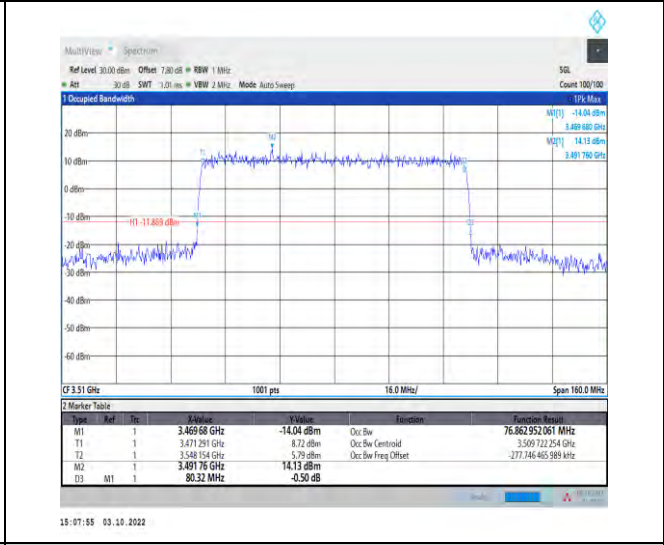 MultiView Spectrum
Ref Level 30.00 dBm Offset 7.80 dB RBW 1 MHz SGL
Att 30 dB SWT 1.01 ms VBW 2 MHz Mode Auto Sweep Count 100/100
1 Occupied Bandwidth 1Pk Max
M1[1] -14.04 dBm
3.469 680 GHz
M2[1] 14.13 dBm
3.491 760 GHz
20 dBm
M2
T1
10 dBm
0 dBm
-10 dBm
H1 -11.869 dBm
-20 dBm
-30 dBm
-40 dBm
-50 dBm
-60 dBm
CF 3.51 GHz 1001 pts 16.0 MHz/ Span 160.0 MHz
2 Marker Table
Type Ref Trc X-Value Y-Value Function Function Result
M1 1 3.469 68 GHz -14.04 dBm Occ Bw 76.862 952 061 MHz
T1 1 3.471 291 GHz 8.72 dBm Occ Bw Centroid 3.509 722 254 GHz
T2 1 3.548 154 GHz 5.79 dBm Occ Bw Freq Offset -277.746 465 989 kHz
M2 1 3.491 76 GHz 14.13 dBm
D3 M1 1 80.32 MHz -0.50 dB
15:07:55 03.10.2022